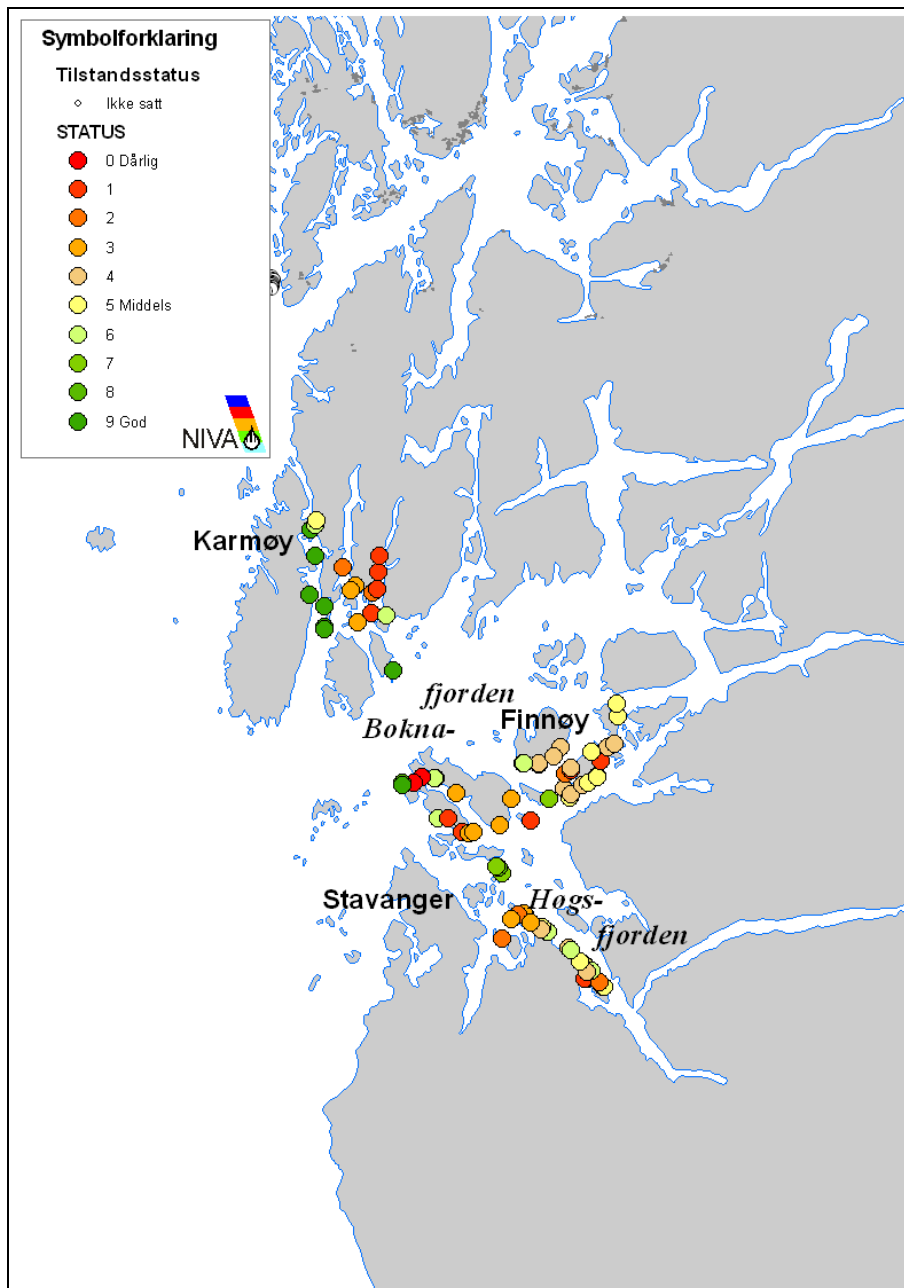 Symbolforklaring
Tilstandsstatus
Ikke satt
STATUS
0 Dårlig
1
2
3
4
5 Middels
6
7
8
9 God
NIVA
Karmøy
fjorden
Finnøy
Bokna-
Stavanger
Høgs-
fjorden